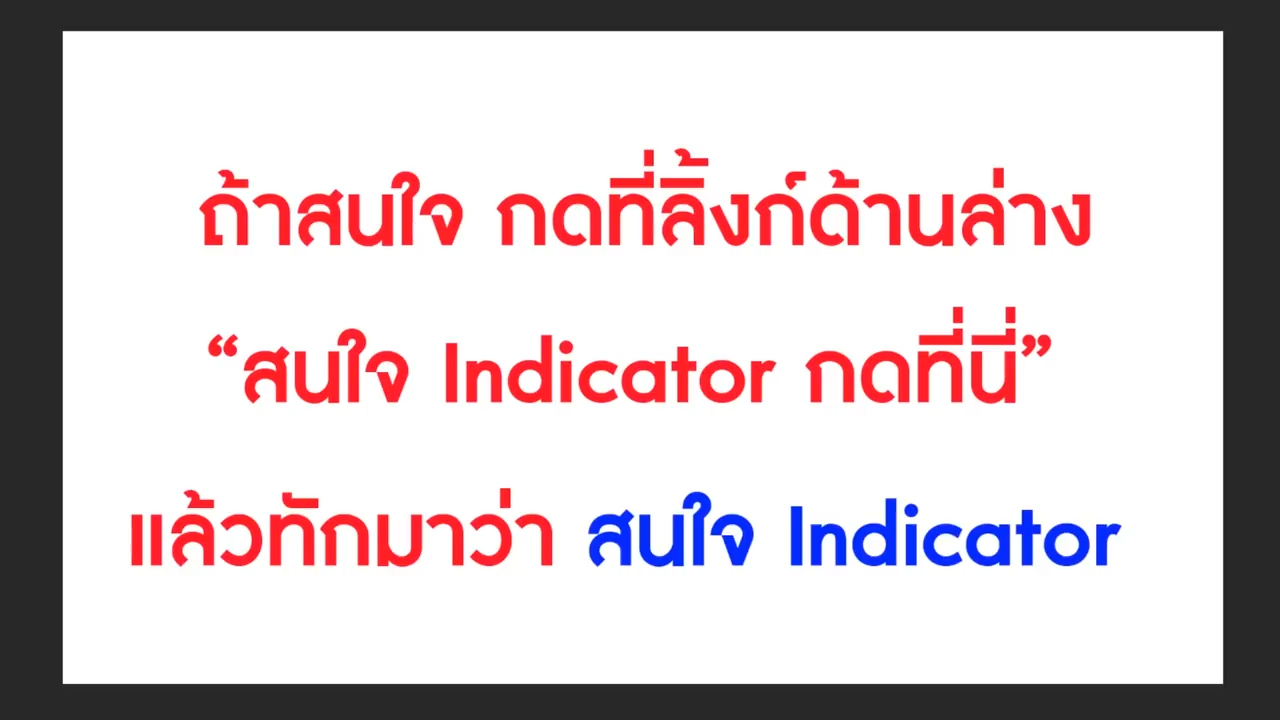 ถ้าสนใจ กดที่ลิ้งก์ด้านล่าง
“สนใจ Indicator กดที่นี่”
แล้วทักมาว่า สนใจ Indicator